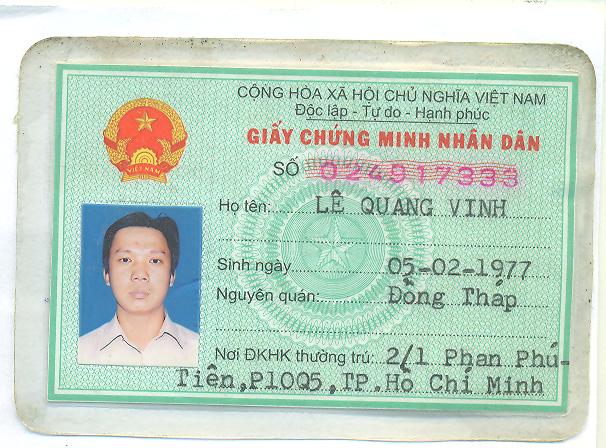 CỘNG HÒA XÃ HỘI CHỦ NGHĨA VIỆT NAM
Độc lập - Tự do - Hạnh phúc
GIẤY CHỨNG MINH NHÂN DÂN
SỐ 024917333
Họ tên: LÊ QUANG VINH
Sinh ngày 05-02-1977
Nguyên quán: Đồng Tháp
Nơi ĐKHK thường trú: 2/1 Phan Phú-
Tiên,P10Q5,TP.Hồ Chí Minh
VIỆT NAM